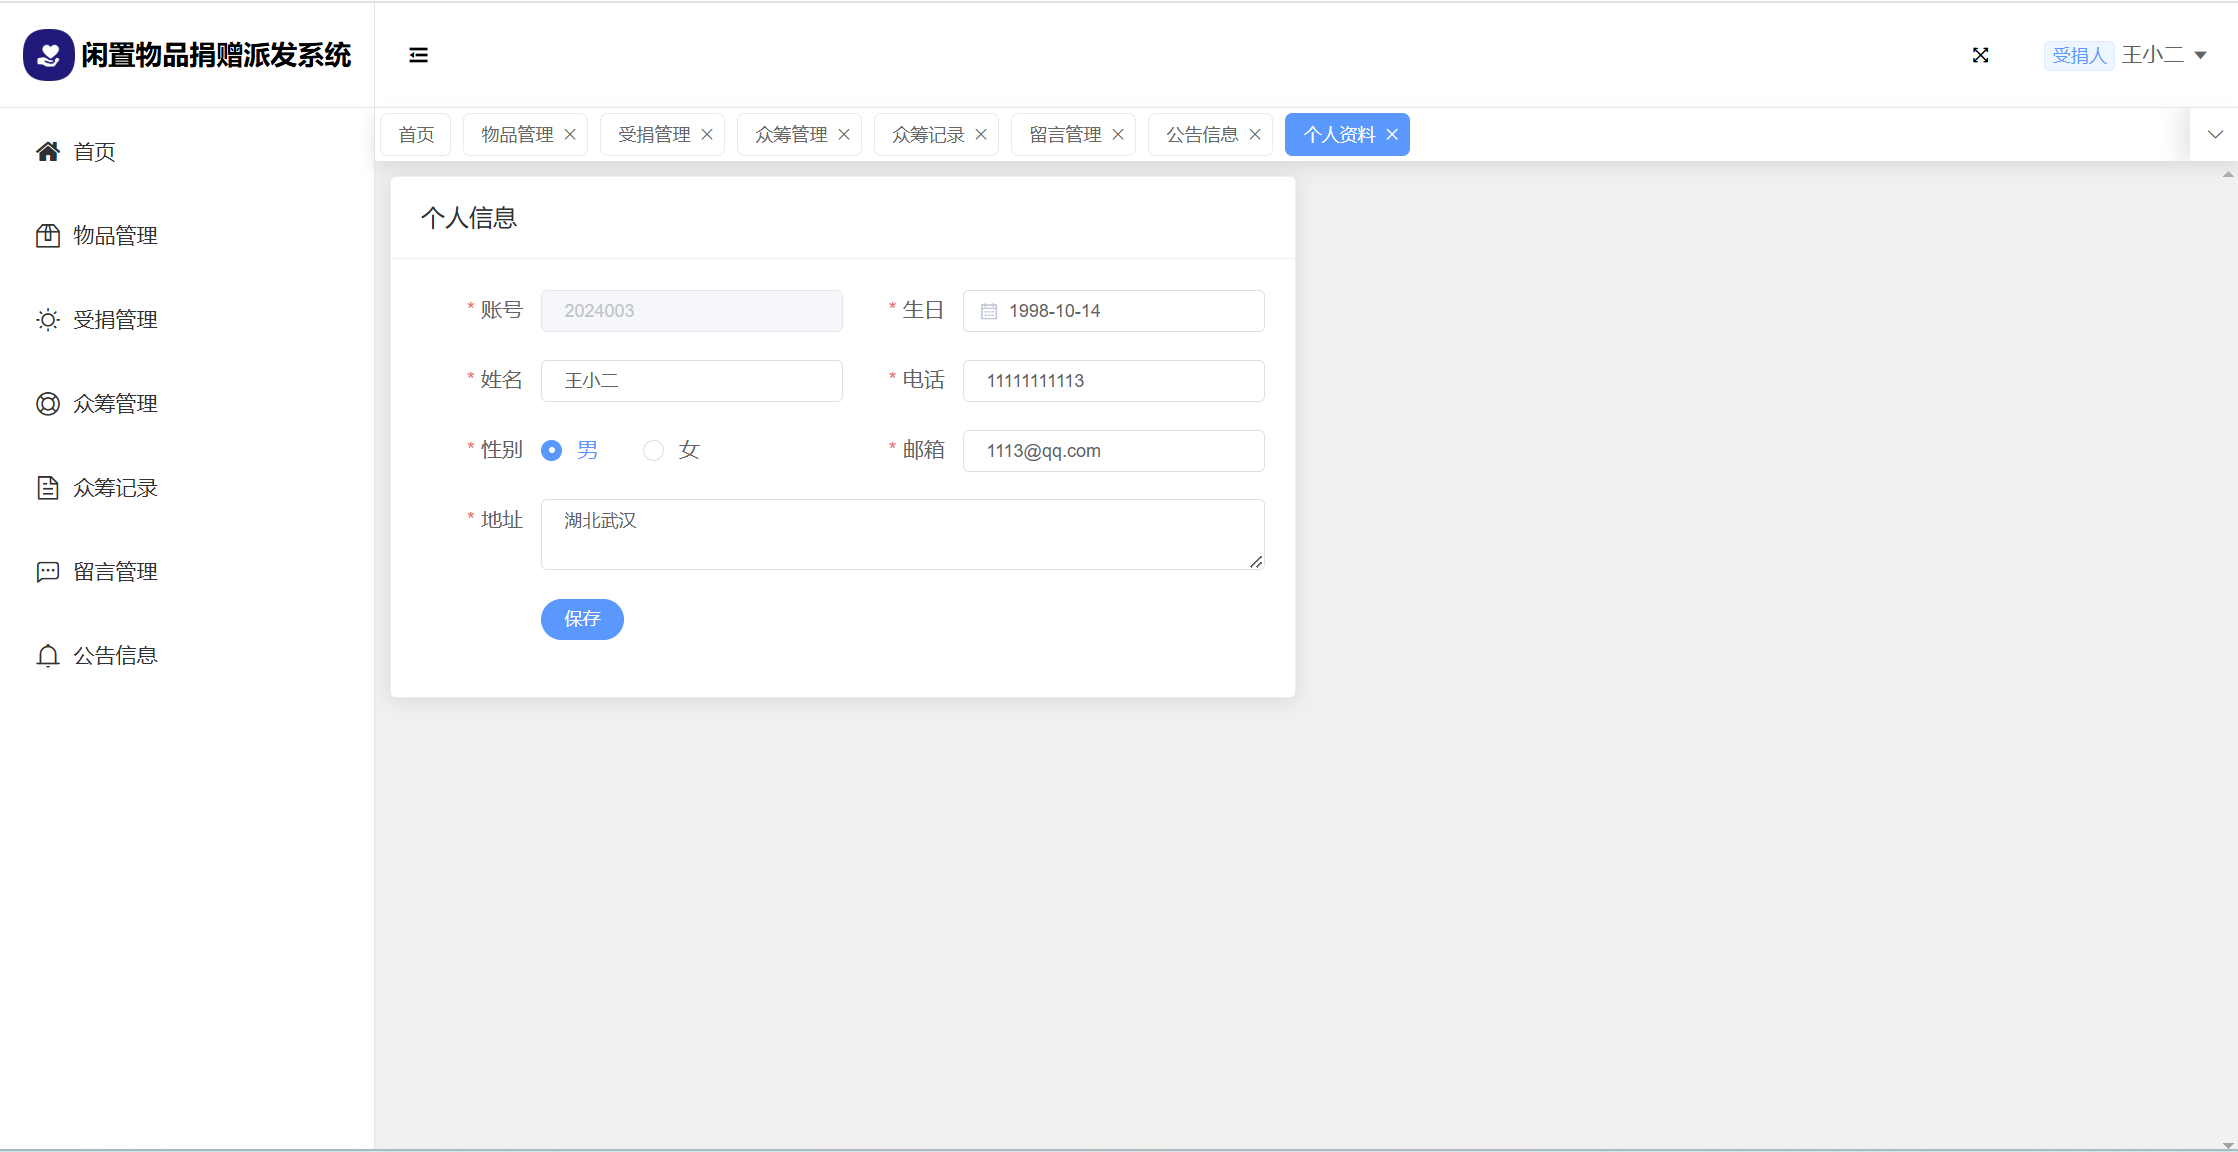 闲置物品捐赠派发系统
受捐人 王小二
首页
物品管理
受捐管理
众筹管理
众筹记录
留言管理
公告信息
首页 物品管理 受捐管理 众筹管理 众筹记录 留言管理 公告信息 个人资料
个人信息
* 账号 2024003
* 生日 1998-10-14
* 姓名 王小二
* 电话 11111111113
* 性别 男 女
* 邮箱 1113@qq.com
* 地址 湖北武汉
保存